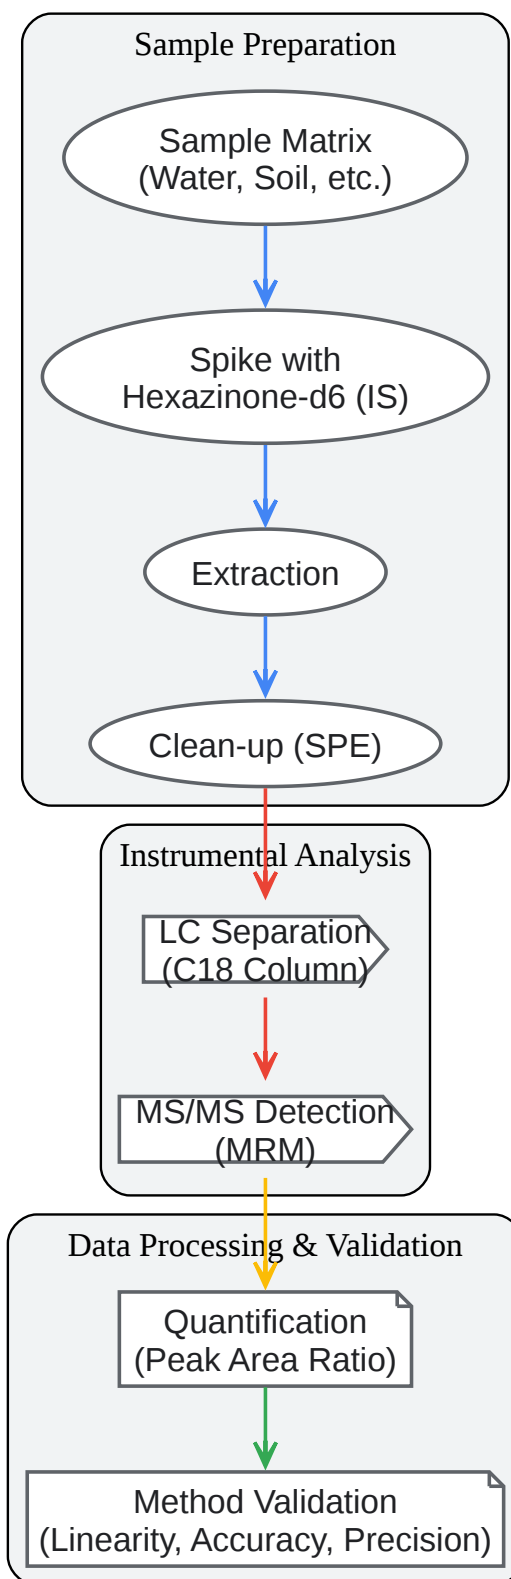 Sample Preparation
Sample Matrix
(Water, Soil, etc.)
Spike with
Hexazinone-d6 (IS)
Extraction
Clean-up (SPE)
Instrumental Analysis
LC Separation
(C18 Column)
MS/MS Detection
(MRM)
Data Processing & Validation
Quantification
(Peak Area Ratio)
Method Validation
(Linearity, Accuracy, Precision)